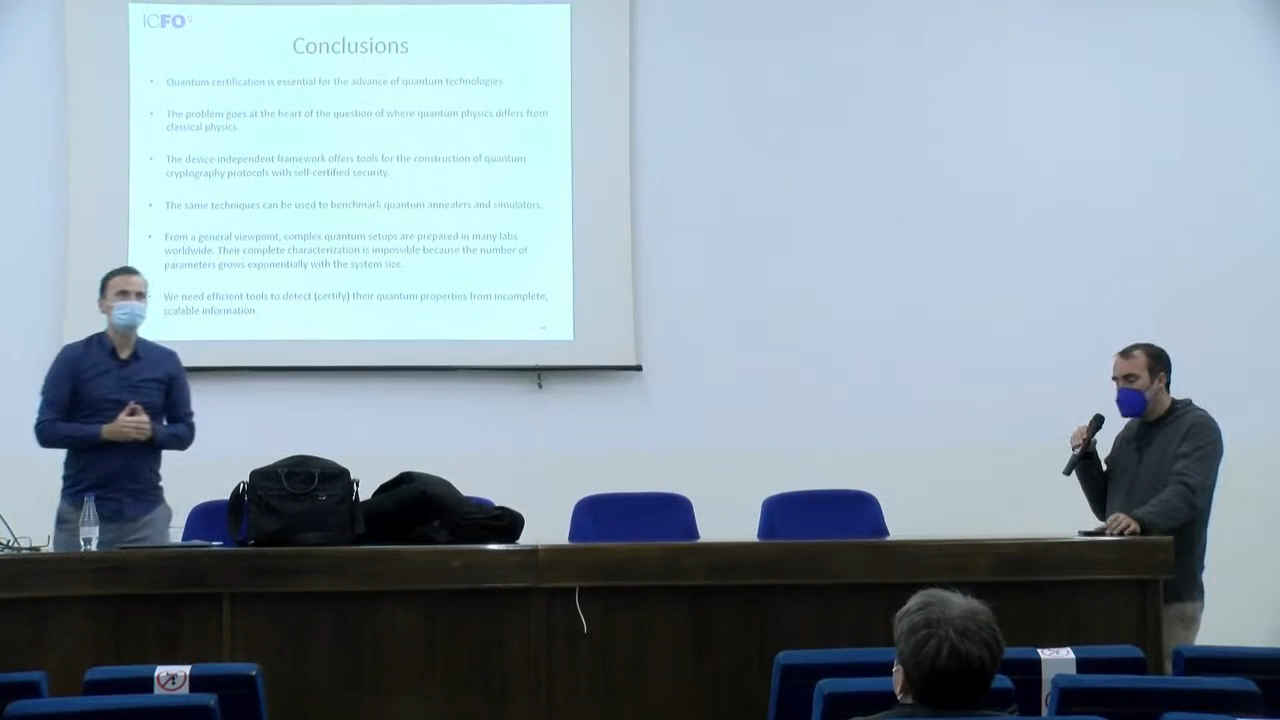 ICFO
Conclusions
• Quantum certification is essential for the advance of quantum technologies.
• The problem goes at the heart of the question of where quantum physics differs from
classical physics.
• The device-independent framework offers tools for the construction of quantum
cryptography protocols with self-certified security.
• The same techniques can be used to benchmark quantum annealers and simulators.
• From a general viewpoint, complex quantum setups are prepared in many labs
worldwide. Their complete characterization is impossible because the number of
parameters grows exponentially with the system size.
• We need efficient tools to detect (certify) their quantum properties from incomplete,
scalable information.